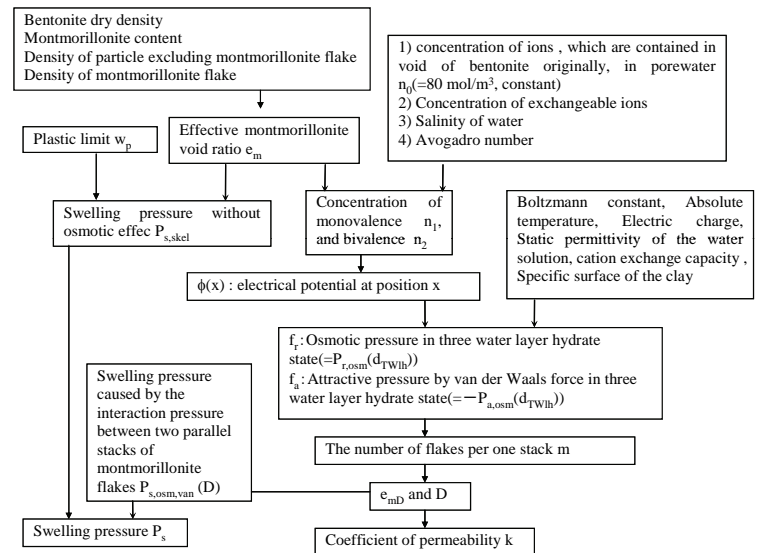 Bentonite dry density
Montmorillonite content
Density of particle excluding montmorillonite flake
Density of montmorillonite flake
1) concentration of ions , which are contained in
void of bentonite originally, in porewater
n₀(=80 mol/m³, constant)
2) Concentration of exchangeable ions
3) Salinity of water
4) Avogadro number
Plastic limit wₚ
Effective montmorillonite
void ratio eₘ
Swelling pressure without
osmotic effec Pₛ,ₛₖₑₗ
Concentration of
monovalence n₁,
and bivalence n₂
Boltzmann constant, Absolute
temperature, Electric charge,
Static permittivity of the water
solution, cation exchange capacity ,
Specific surface of the clay
ϕ(x) : electrical potential at position x
fᵣ: Osmotic pressure in three water layer hydrate
state(=P_r,osm(d_TWlh))
fₐ: Attractive pressure by van der Waals force in three
water layer hydrate state(=−P_a,osm(d_TWlh))
Swelling pressure
caused by the
interaction pressure
between two parallel
stacks of
montmorillonite
flakes P_s,osm,van (D)
The number of flakes per one stack m
e_mD and D
Swelling pressure Pₛ
Coefficient of permeability k